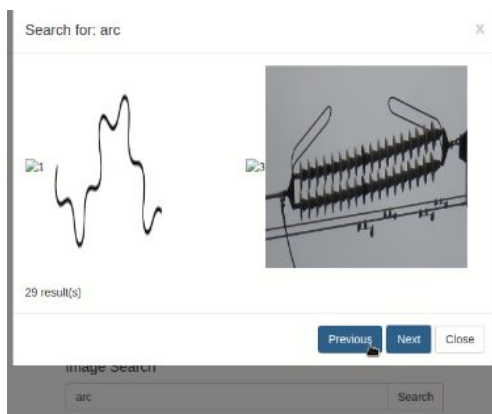 Search for: arc
x
1
3
29 result(s)
Previous Next Close
Image Search
arc Search